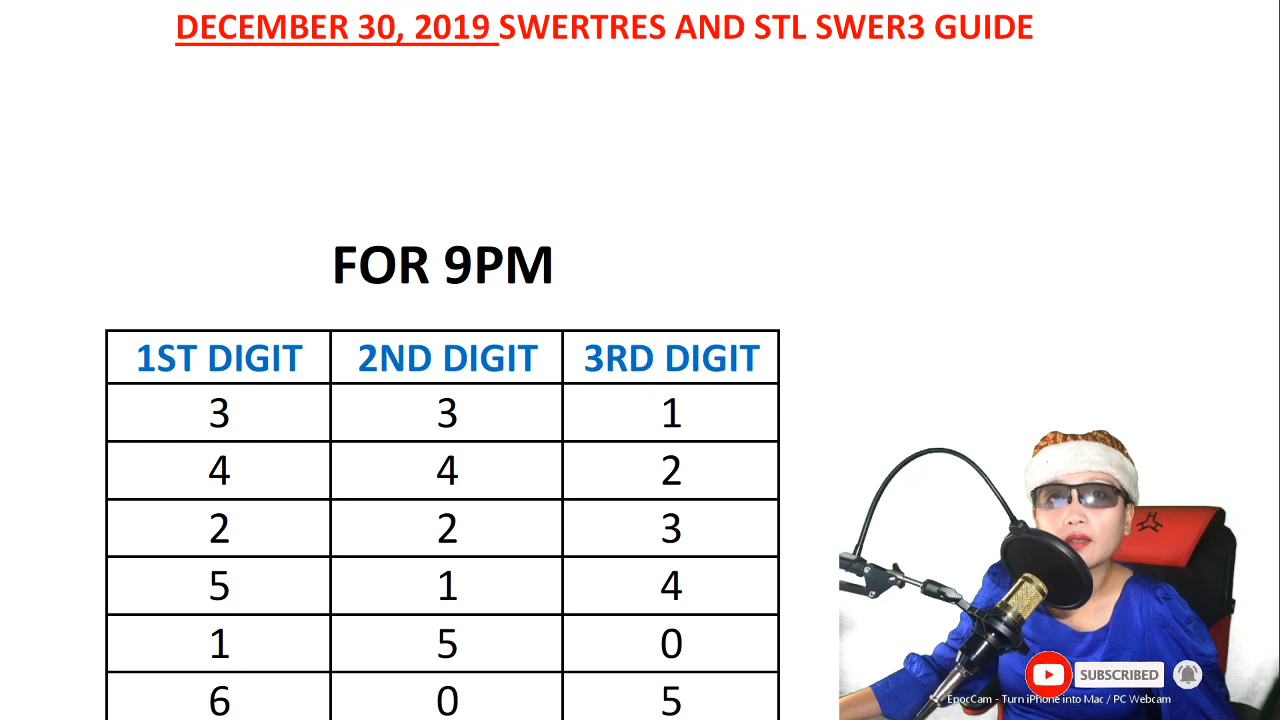 DECEMBER 30, 2019 SWERTRES AND STL SWER3 GUIDE
FOR 9PM
1ST DIGIT 2ND DIGIT 3RD DIGIT
3 3 1
4 4 2
2 2 3
5 1 4
1 5 0
6 0 5
SUBSCRIBED
EpocCam - Turn iPhone into Mac / PC Webcam